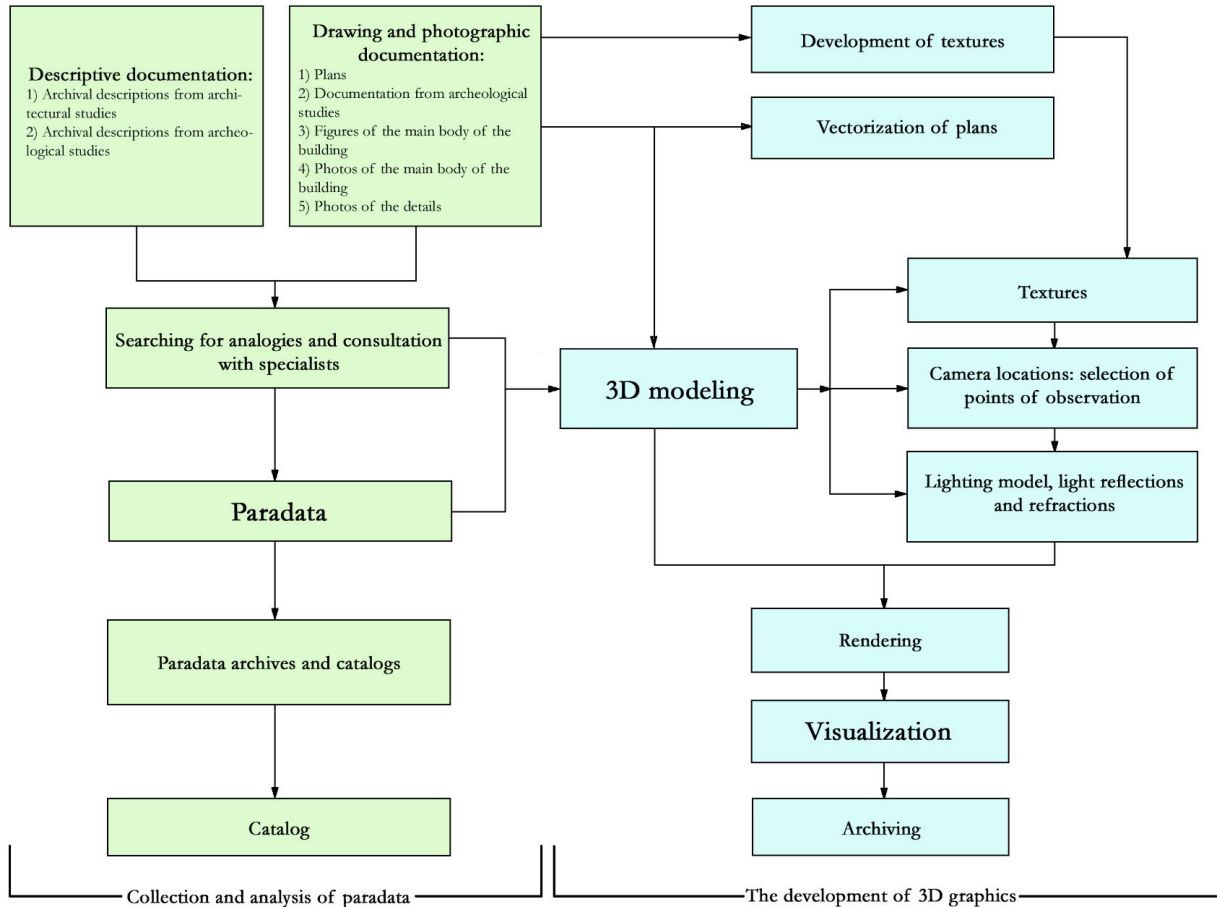 Descriptive documentation:
1) Archival descriptions from archi-
tectural studies
2) Archival descriptions from archeo-
logical studies
Drawing and photographic
documentation:
1) Plans
2) Documentation from archeological
studies
3) Figures of the main body of the
building
4) Photos of the main body of the
building
5) Photos of the details
Development of textures
Vectorization of plans
Searching for analogies and consultation
with specialists
3D modeling
Textures
Camera locations: selection of
points of observation
Lighting model, light reflections
and refractions
Paradata
Paradata archives and catalogs
Rendering
Visualization
Catalog
Archiving
Collection and analysis of paradata
The development of 3D graphics